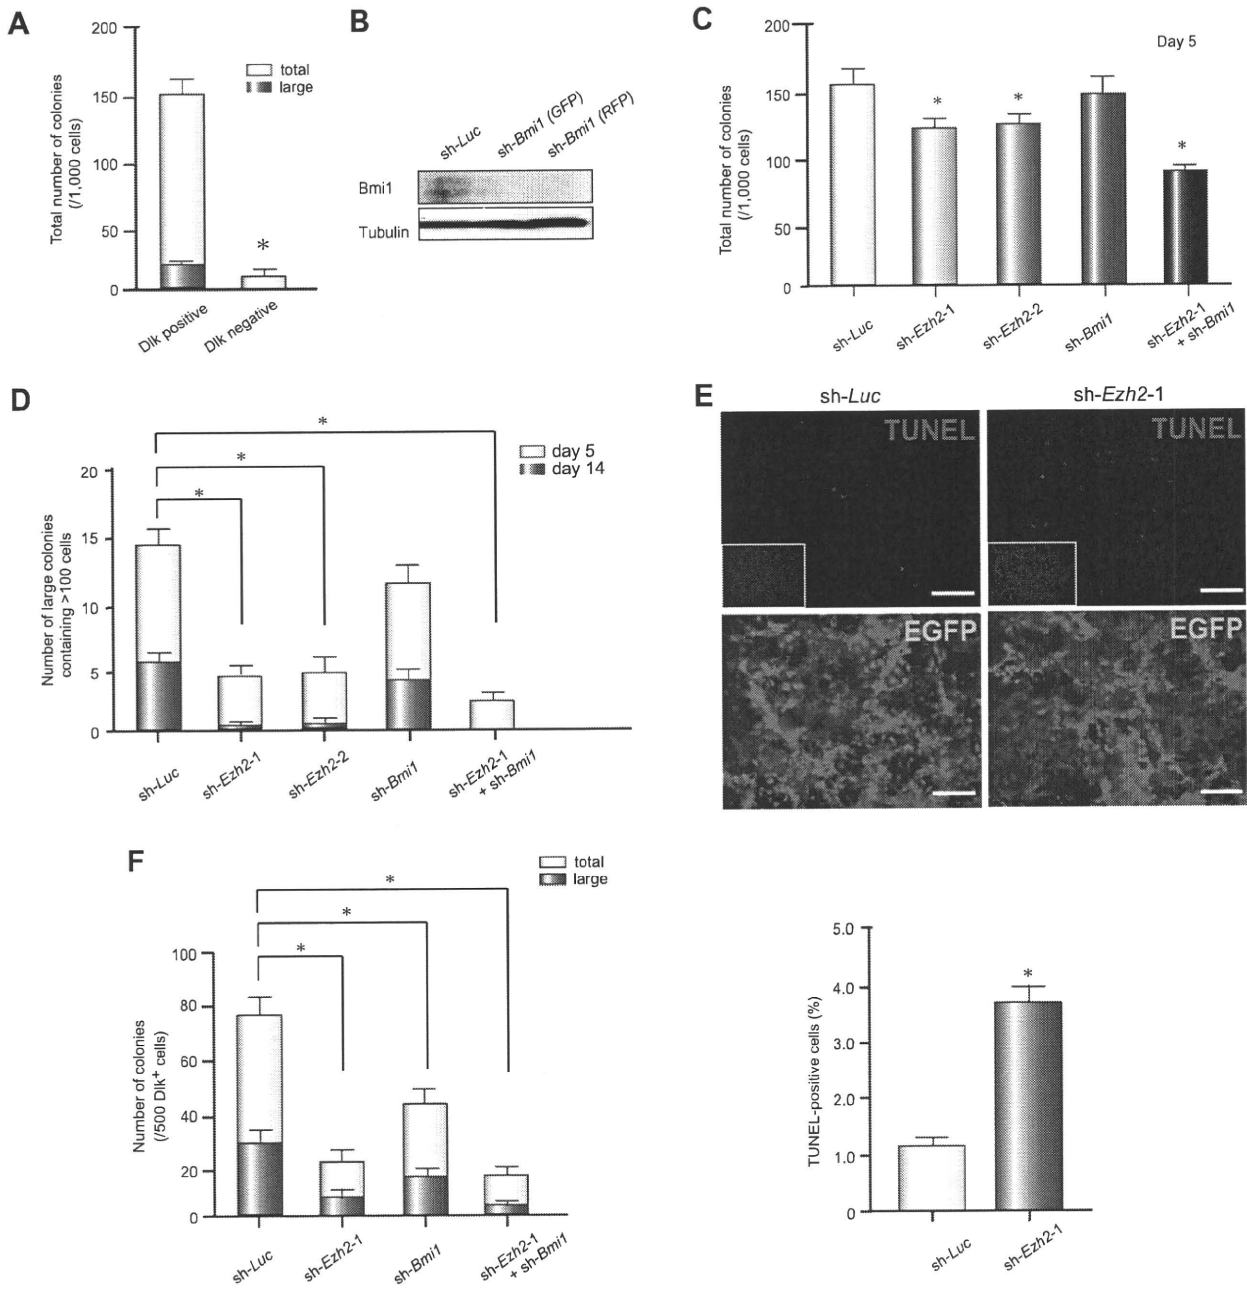 A
Total number of colonies
(/1,000 cells)
200
150
100
50
0
total
large
*
Dlk positive
Dlk negative
B
sh-Luc
sh-Bmi1 (GFP)
sh-Bmi1 (RFP)
Bmi1
Tubulin
C
Day 5
Total number of colonies
(/1,000 cells)
200
150
100
50
0
*
*
*
sh-Luc
sh-Ezh2-1
sh-Ezh2-2
sh-Bmi1
sh-Ezh2-1
+ sh-Bmi1
D
Number of large colonies
containing >100 cells
20
15
10
5
0
*
*
*
day 5
day 14
sh-Luc
sh-Ezh2-1
sh-Ezh2-2
sh-Bmi1
sh-Ezh2-1
+ sh-Bmi1
E
sh-Luc
sh-Ezh2-1
TUNEL
TUNEL
EGFP
EGFP
TUNEL-positive cells (%)
5.0
4.0
3.0
2.0
1.0
0
*
sh-Luc
sh-Ezh2-1
F
total
large
Number of colonies
(/500 Dlk+ cells)
100
80
60
40
20
0
*
*
*
sh-Luc
sh-Ezh2-1
sh-Bmi1
sh-Ezh2-1
+ sh-Bmi1